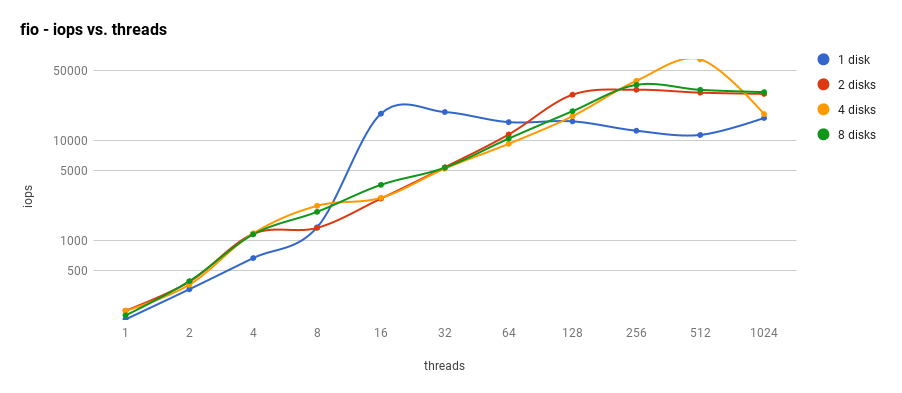 fio - iops vs. threads
50000
10000
5000
1000
500
iops
1 2 4 8 16 32 64 128 256 512 1024
threads
1 disk
2 disks
4 disks
8 disks